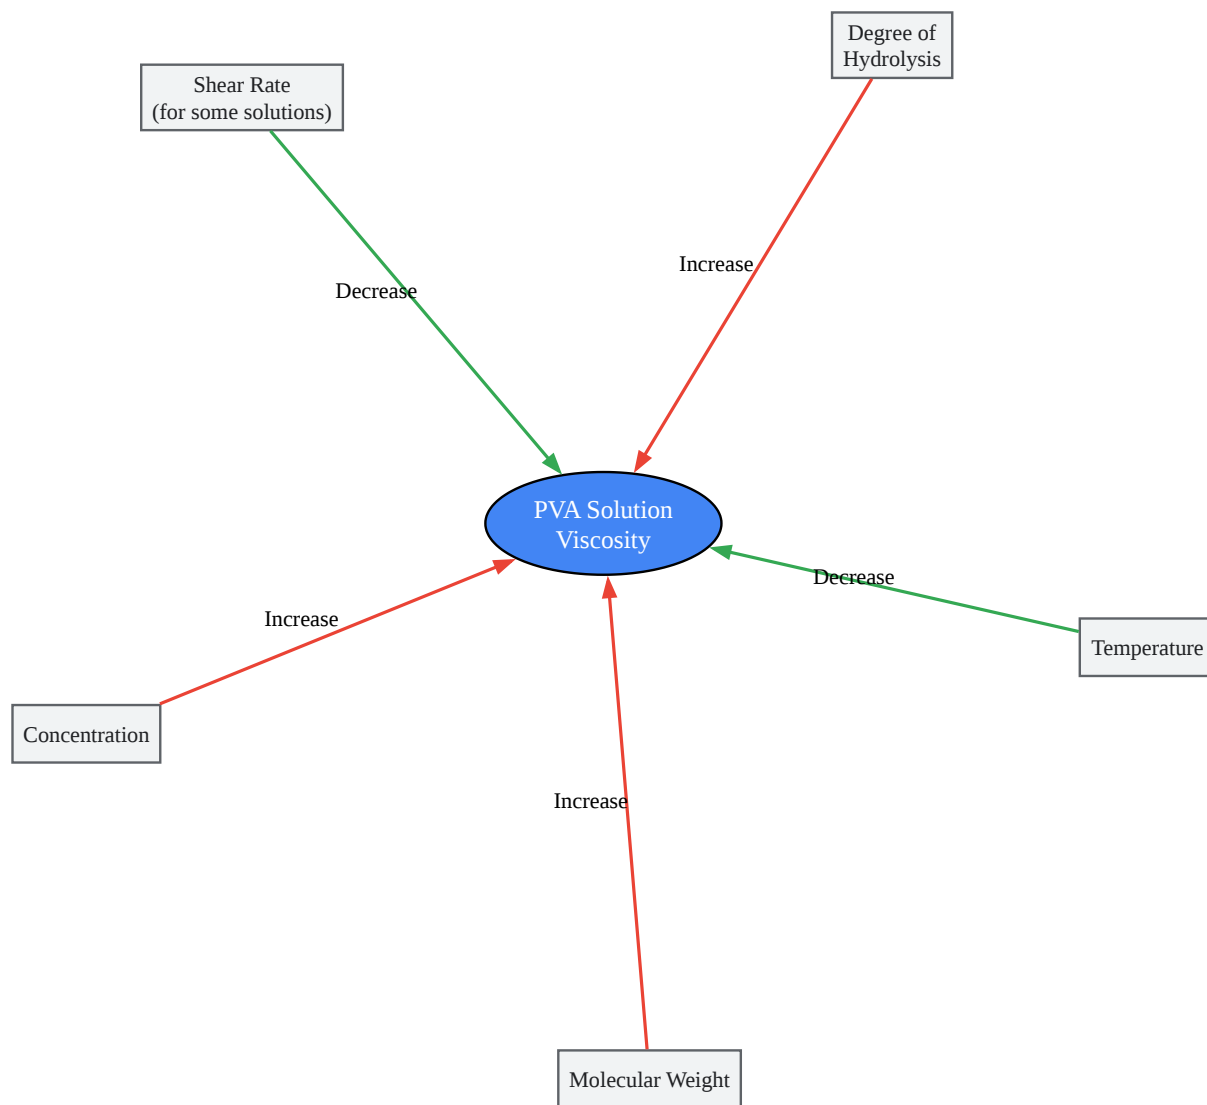 Degree of
Hydrolysis
Shear Rate
(for some solutions)
Increase
Decrease
PVA Solution
Viscosity
Decrease
Increase
Temperature
Concentration
Increase
Molecular Weight